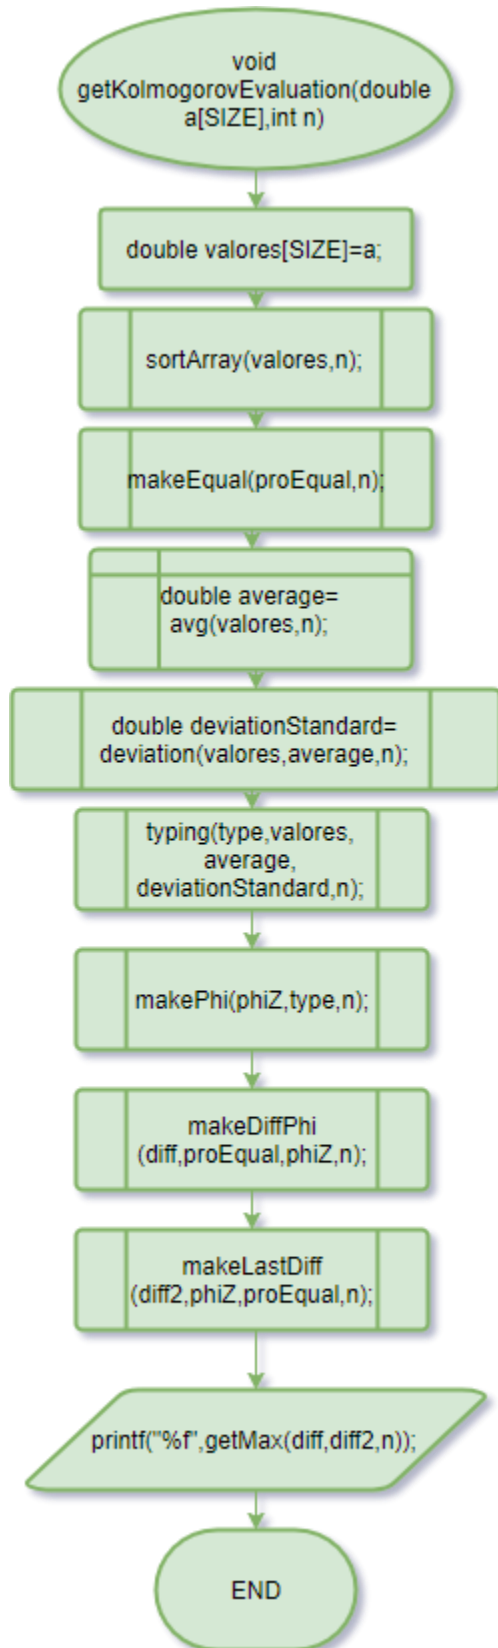 void
getKolmogorovEvaluation(double
a[SIZE],int n)
double valores[SIZE]=a;
sortArray(valores,n);
makeEqual(proEqual,n);
double average=
avg(valores,n);
double deviationStandard=
deviation(valores,average,n);
typing(type,valores,
average,
deviationStandard,n);
makePhi(phiZ,type,n);
makeDiffPhi
(diff,proEqual,phiZ,n);
makeLastDiff
(diff2,phiZ,proEqual,n);
printf("%f",getMax(diff,diff2,n));
END